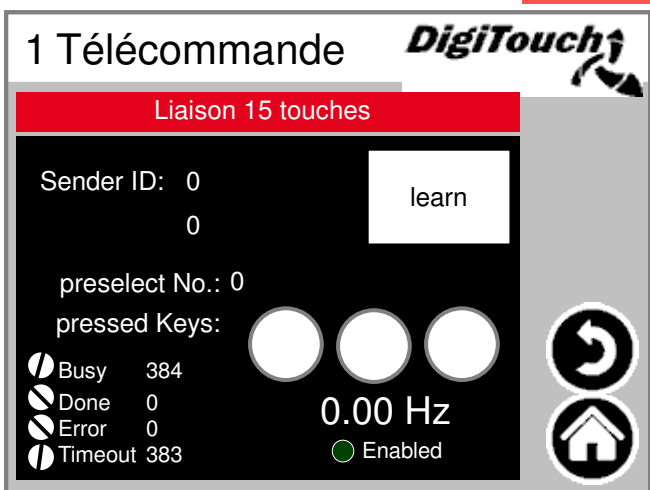 1 Télécommande
DigiTouch
Liaison 15 touches
Sender ID: 0
learn
0
preselect No.: 0
pressed Keys:
Busy 384
Done 0
0.00 Hz
Error 0
Enabled
Timeout 383